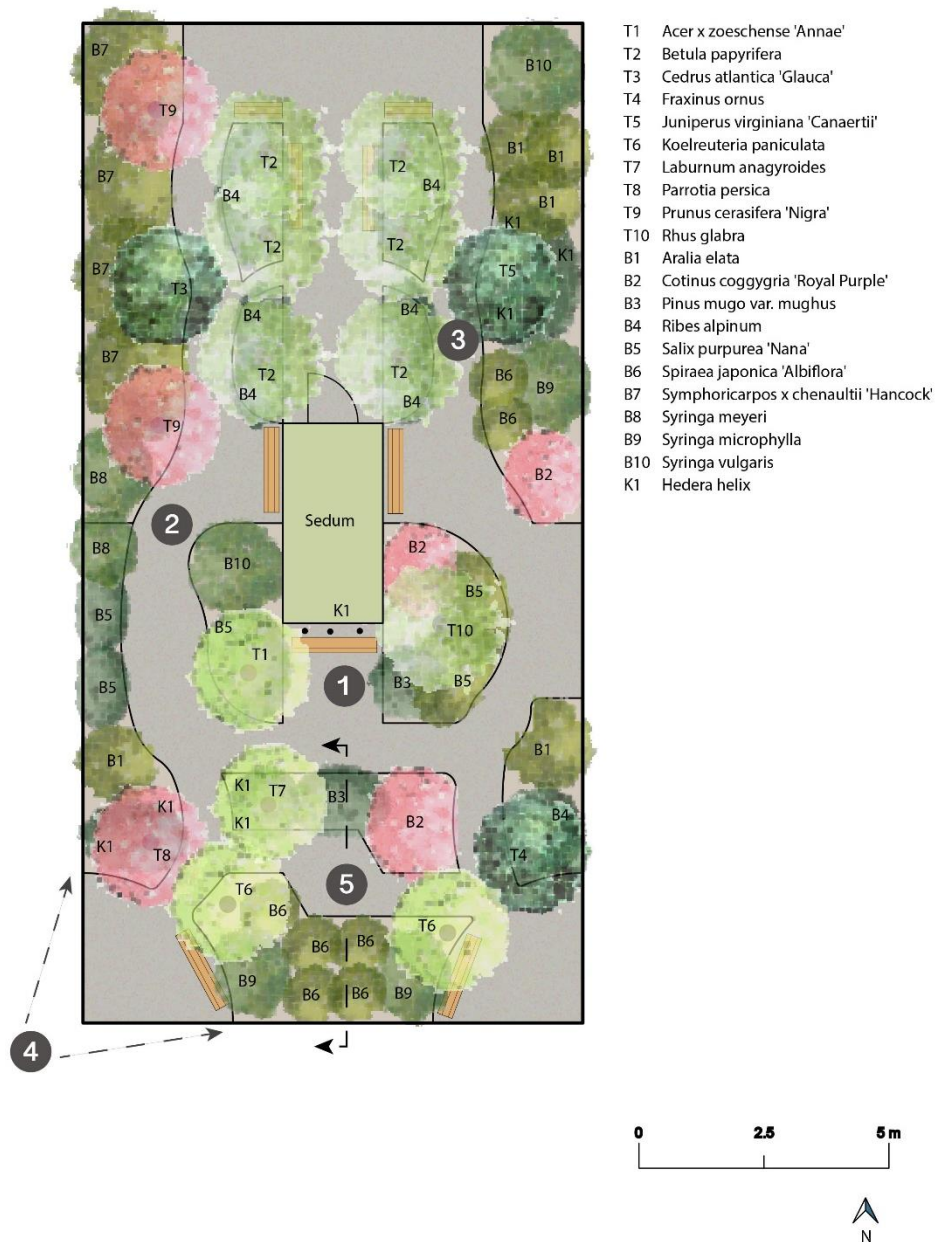 T1 Acer x zoeschense 'Annae'
T2 Betula papyrifera
T3 Cedrus atlantica 'Glauca'
T4 Fraxinus ornus
T5 Juniperus virginiana 'Canaertii'
T6 Koelreuteria paniculata
T7 Laburnum anagyroides
T8 Parrotia persica
T9 Prunus cerasifera 'Nigra'
T10 Rhus glabra
B1 Aralia elata
B2 Cotinus coggygria 'Royal Purple'
B3 Pinus mugo var. mughus
B4 Ribes alpinum
B5 Salix purpurea 'Nana'
B6 Spiraea japonica 'Albiflora'
B7 Symphoricarpos x chenaultii 'Hancock'
B8 Syringa meyeri
B9 Syringa microphylla
B10 Syringa vulgaris
K1 Hedera helix
B7
B10
T9
B1
B1
T2
T2
B7
B4
B4
B1
K1
T2
T2
K1
B7
T5
T3
B4
B4
K1
3
B7
T2
T2
B6
B9
B4
B4
B6
T9
B8
B2
2
Sedum
B8
B10
B2
B5
K1
B5
B5
T10
T1
B5
B3
B5
1
B1
B1
K1
T7
B3
K1
K1
B2
B4
K1
T8
T4
5
T6
B6
T6
B6
B6
B9
B6
B6
B9
4
0 2.5 5 m
N